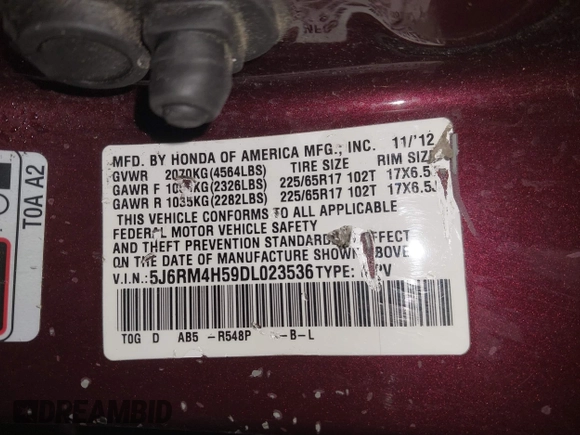 MFD. BY HONDA OF AMERICA MFG., INC. 11/'12
GVWR 2070KG(4564LBS) TIRE SIZE RIM SIZE
GAWR F KG(2326LBS) 225/65R17 102T 17X6.5J
GAWR R 1035KG(2282LBS) 225/65R17 102T 17X6.5J
THIS VEHICLE CONFORMS TO ALL APPLICABLE
FEDERAL MOTOR VEHICLE SAFETY
AND THEFT PREVENTION STANDARDS IN EFFECT
ON THE DATE OF MANUFACTURE SHOWN ABOVE.
V.I.N.: 5J6RM4H59DL023536 TYPE:
T0G D AB5 -R548P -B-L
T0A A2
DREAMBID